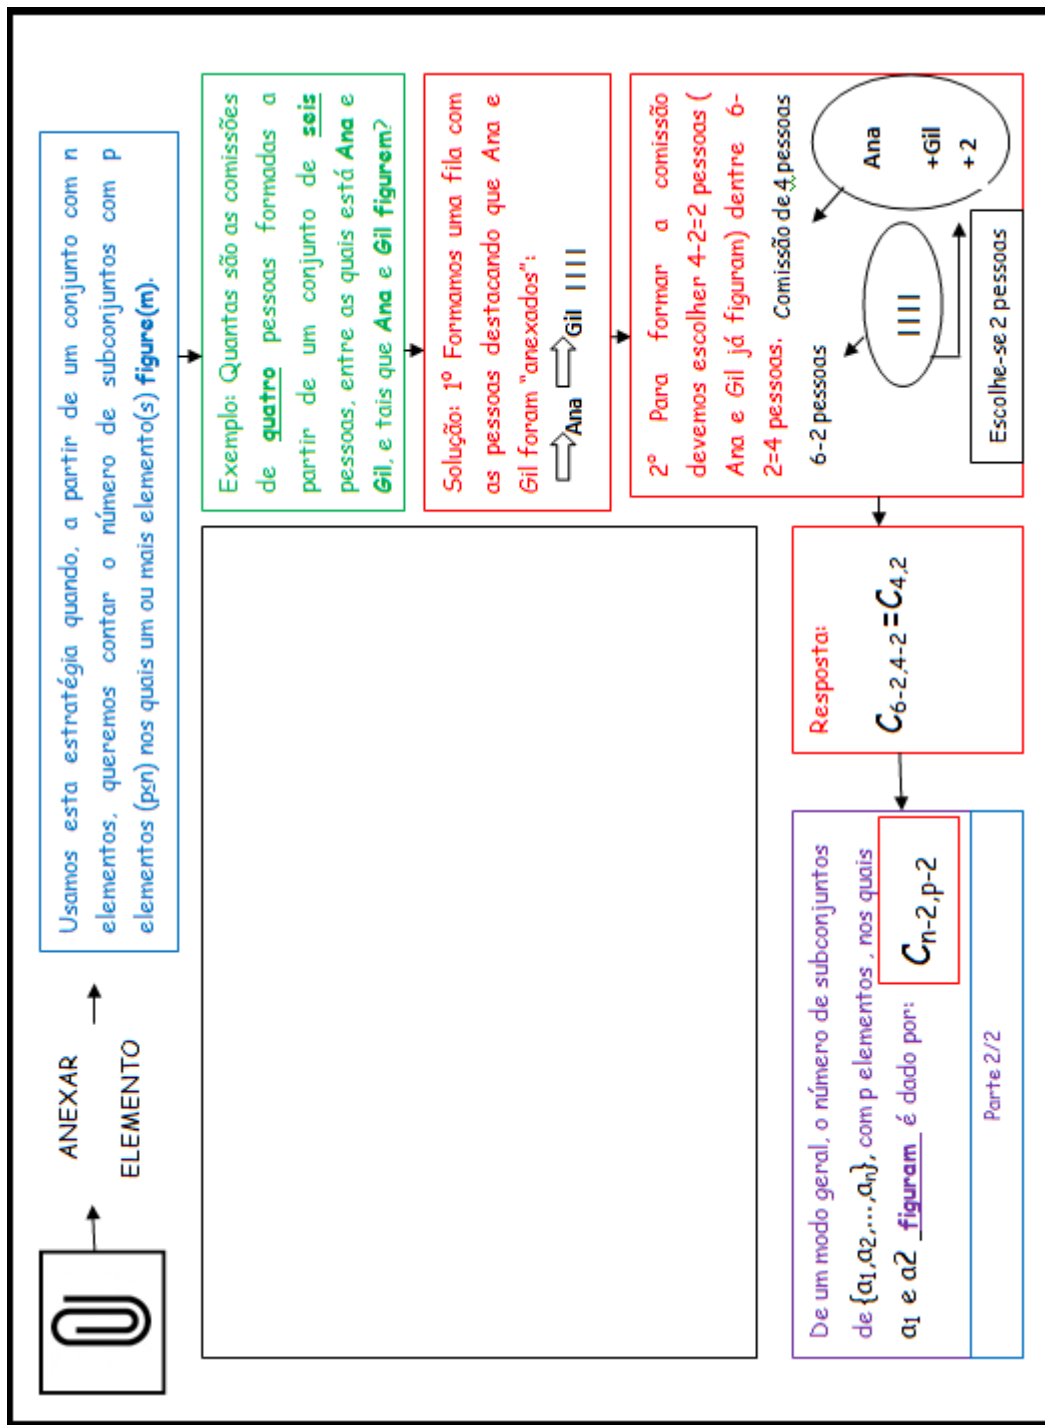 ANEXAR
ELEMENTO
Usamos esta estratégia quando, a partir de um conjunto com n
elementos, queremos contar o número de subconjuntos com p
elementos (p≤n) nos quais um ou mais elemento(s) figure(m).
Exemplo: Quantas são as comissões
de quatro pessoas formadas a
partir de um conjunto de seis
pessoas, entre as quais está Ana e
Gil, e tais que Ana e Gil figurem?
Solução: 1º Formamos uma fila com
as pessoas destacando que Ana e
Gil foram "anexados":
Ana Gil | | | |
2º Para formar a comissão
devemos escolher 4-2=2 pessoas (
Ana e Gil já figuram) dentre 6-
2=4 pessoas. Comissão de 4 pessoas
6-2 pessoas
| | | |
Ana
+Gil
+ 2
Escolhe-se 2 pessoas
Resposta:
C6-2,4-2=C4,2
De um modo geral, o número de subconjuntos
de {a1,a2,...,an}, com p elementos , nos quais
a1 e a2 figuram é dado por:
Cn-2,p-2
Parte 2/2